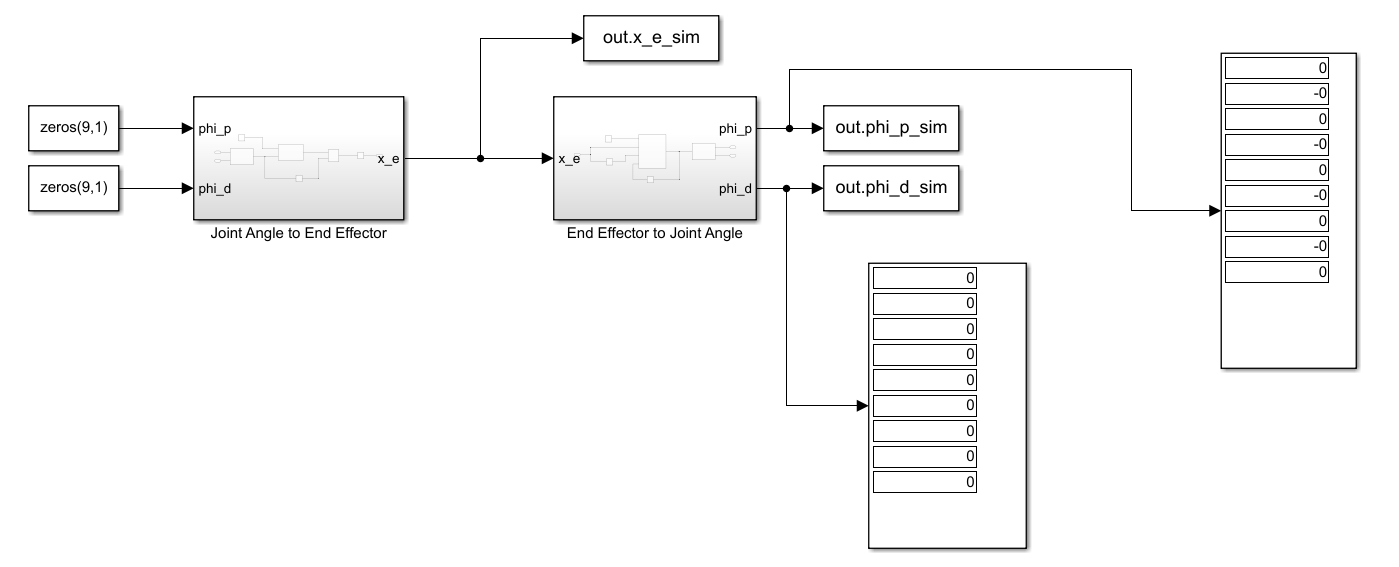 out.x_e_sim
zeros(9,1)
zeros(9,1)
phi_p
phi_d
x_e
Joint Angle to End Effector
x_e
phi_p
phi_d
End Effector to Joint Angle
out.phi_p_sim
out.phi_d_sim
0
-0
0
-0
0
-0
0
-0
0
0
0
0
0
0
0
0
0
0